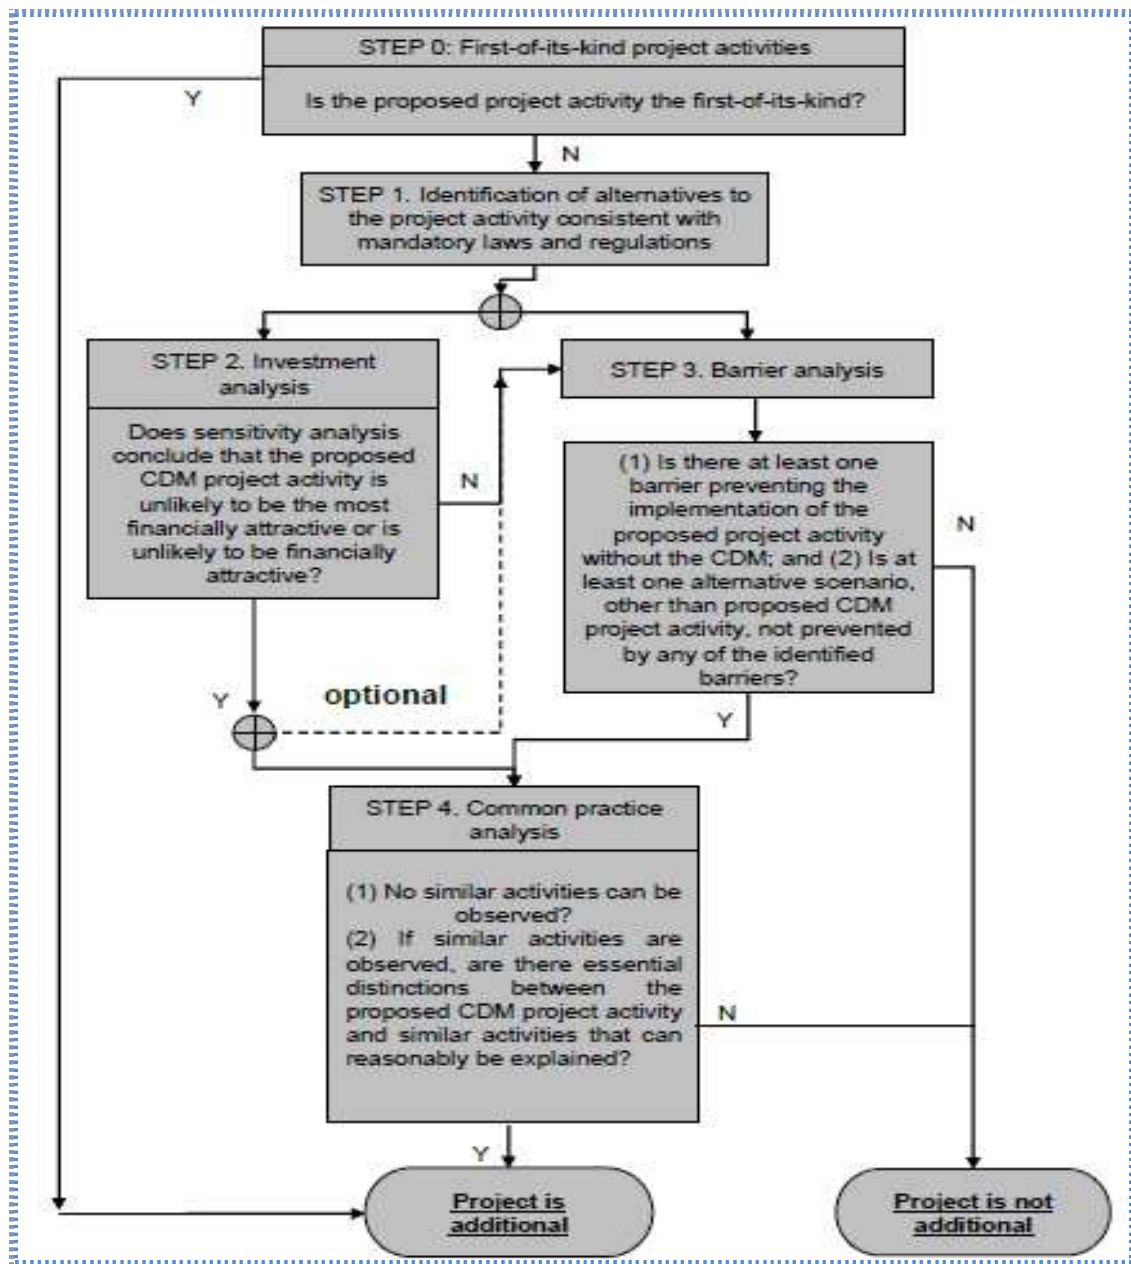 STEP 0: First-of-its-kind project activities
Y
Is the proposed project activity the first-of-its-kind?
N
STEP 1. Identification of alternatives to
the project activity consistent with
mandatory laws and regulations
STEP 2. Investment
analysis
STEP 3. Barrier analysis
Does sensitivity analysis
conclude that the proposed
CDM project activity is
unlikely to be the most
financially attractive or is
unlikely to be financially
attractive?
N
(1) Is there at least one
barrier preventing the
implementation of the
proposed project activity
without the CDM; and (2) Is at
least one alternative scenario,
other than proposed CDM
project activity, not prevented
by any of the identified
barriers?
N
Y
optional
Y
STEP 4. Common practice
analysis
(1) No similar activities can be
observed?
(2) If similar activities are
observed, are there essential
distinctions between the
proposed CDM project activity
and similar activities that can
reasonably be explained?
N
Y
Project is
additional
Project is not
additional